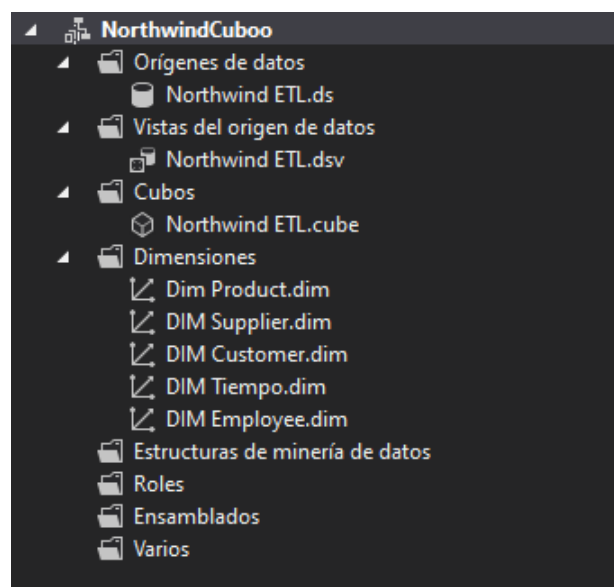 NorthwindCuboo
Orígenes de datos
Northwind ETL.ds
Vistas del origen de datos
Northwind ETL.dsv
Cubos
Northwind ETL.cube
Dimensiones
Dim Product.dim
DIM Supplier.dim
DIM Customer.dim
DIM Tiempo.dim
DIM Employee.dim
Estructuras de minería de datos
Roles
Ensamblados
Varios